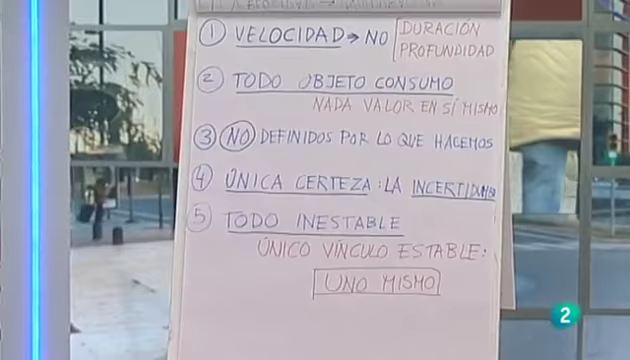 ① VELOCIDAD → NO [DURACIÓN
PROFUNDIDAD
② TODO OBJETO CONSUMO
NADA VALOR EN SÍ MISMO
③ NO DEFINIDOS POR LO QUE HACEMOS
④ ÚNICA CERTEZA: LA INCERTIDUMBRE
⑤ TODO INESTABLE
ÚNICO VÍNCULO ESTABLE:
UNO MISMO
2